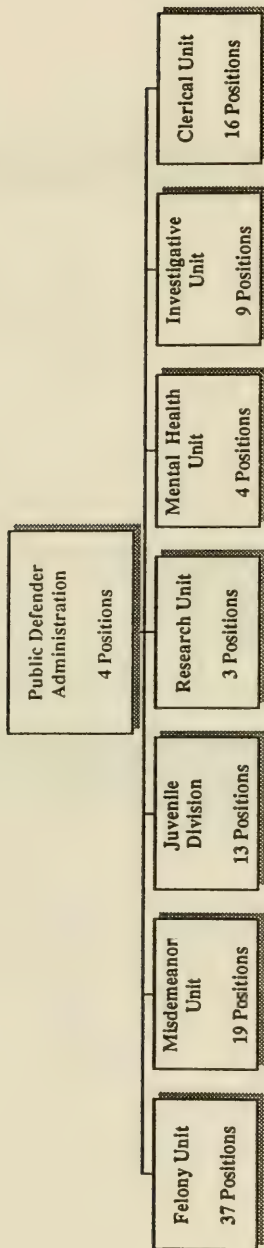 Public Defender
Administration
4 Positions
Felony Unit
37 Positions
Misdemeanor
Unit
19 Positions
Juvenile
Division
13 Positions
Research Unit
3 Positions
Mental Health
Unit
4 Positions
Investigative
Unit
9 Positions
Clerical Unit
16 Positions